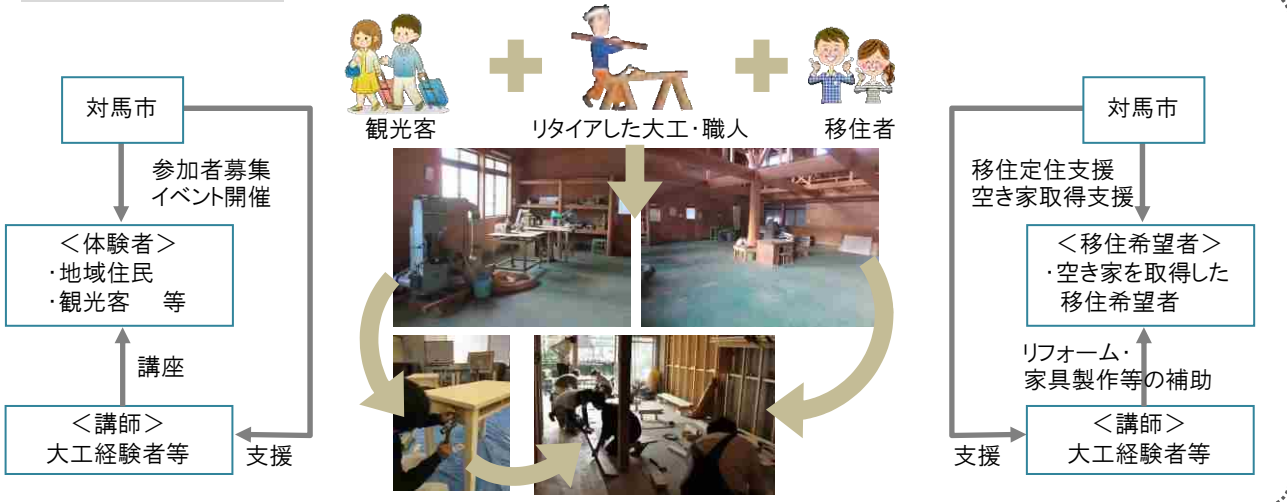 観光客
リタイアした大工・職人
移住者
対馬市
参加者募集
イベント開催
＜体験者＞
・地域住民
・観光客　等
講座
＜講師＞
大工経験者等
支援
対馬市
移住定住支援
空き家取得支援
＜移住希望者＞
・空き家を取得した
移住希望者
リフォーム・
家具製作等の補助
＜講師＞
大工経験者等
支援